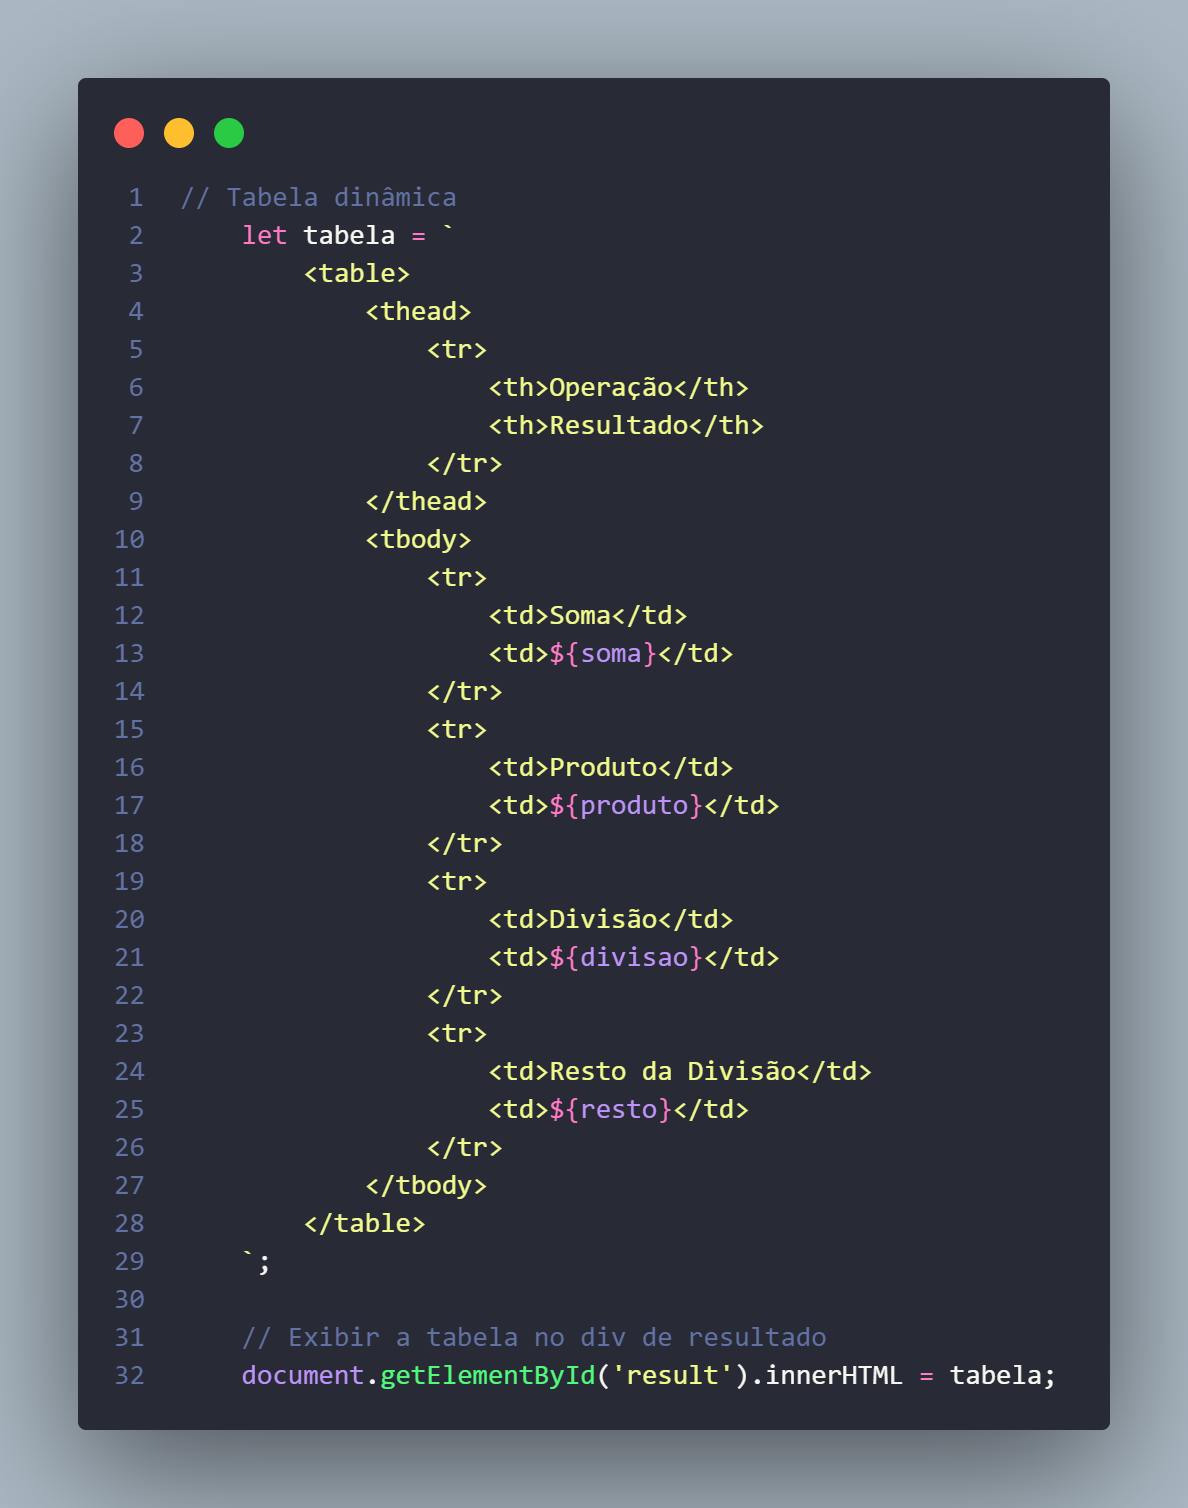 1 // Tabela dinâmica
2 let tabela = `
3 <table>
4 <thead>
5 <tr>
6 <th>Operação</th>
7 <th>Resultado</th>
8 </tr>
9 </thead>
10 <tbody>
11 <tr>
12 <td>Soma</td>
13 <td>${soma}</td>
14 </tr>
15 <tr>
16 <td>Produto</td>
17 <td>${produto}</td>
18 </tr>
19 <tr>
20 <td>Divisão</td>
21 <td>${divisao}</td>
22 </tr>
23 <tr>
24 <td>Resto da Divisão</td>
25 <td>${resto}</td>
26 </tr>
27 </tbody>
28 </table>
29 `;
30
31 // Exibir a tabela no div de resultado
32 document.getElementById('result').innerHTML = tabela;